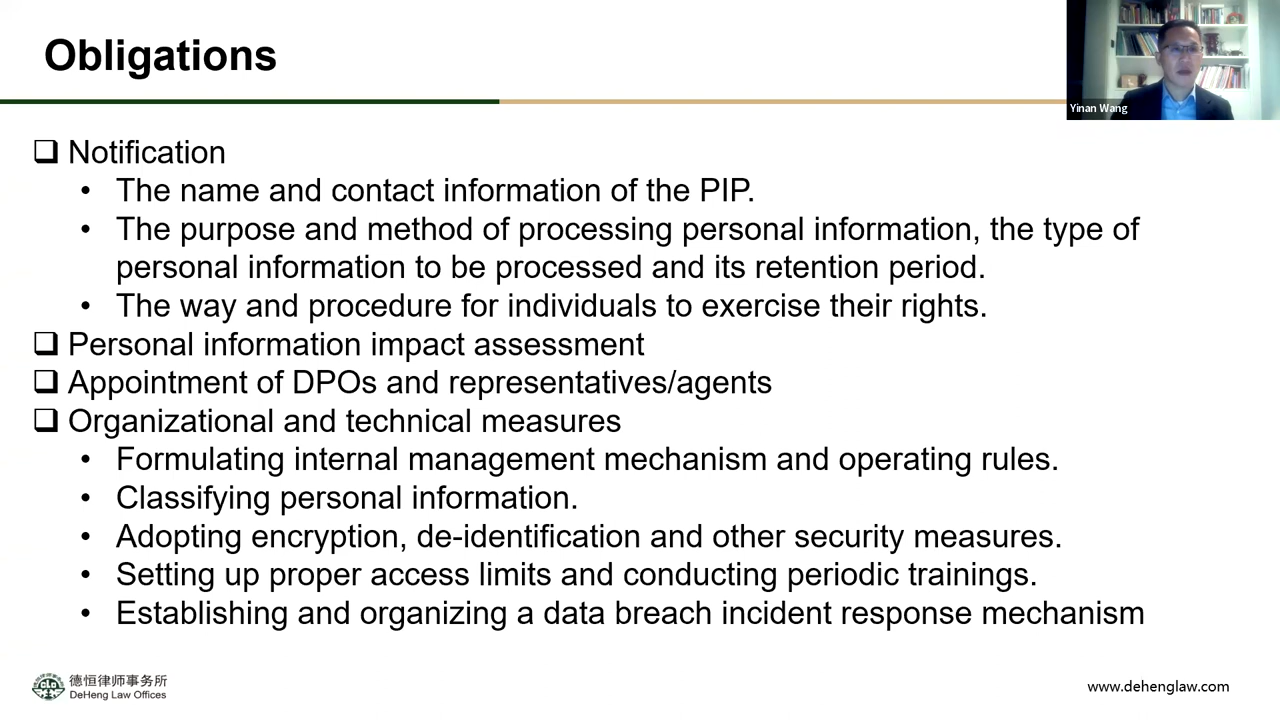 Obligations
Yinan Wang
❑ Notification
• The name and contact information of the PIP.
• The purpose and method of processing personal information, the type of
personal information to be processed and its retention period.
• The way and procedure for individuals to exercise their rights.
❑ Personal information impact assessment
❑ Appointment of DPOs and representatives/agents
❑ Organizational and technical measures
• Formulating internal management mechanism and operating rules.
• Classifying personal information.
• Adopting encryption, de-identification and other security measures.
• Setting up proper access limits and conducting periodic trainings.
• Establishing and organizing a data breach incident response mechanism
德恒律师事务所
DeHeng Law Offices
www.dehenglaw.com